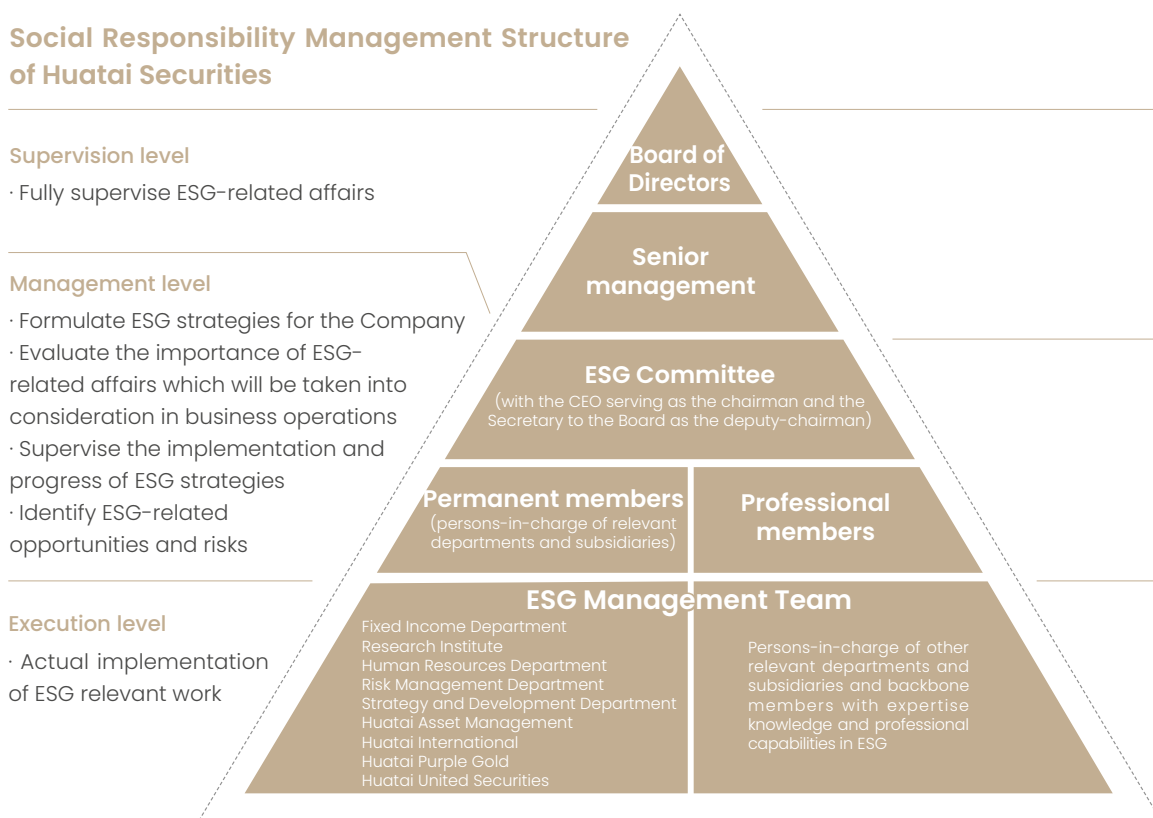 Social Responsibility Management Structure
of Huatai Securities
Supervision level
· Fully supervise ESG-related affairs
Management level
· Formulate ESG strategies for the Company
· Evaluate the importance of ESG-
related affairs which will be taken into
consideration in business operations
· Supervise the implementation and
progress of ESG strategies
· Identify ESG-related
opportunities and risks
Execution level
· Actual implementation
of ESG relevant work
Board of
Directors
Senior
management
ESG Committee
(with the CEO serving as the chairman and the
Secretary to the Board as the deputy-chairman)
Permanent members
(persons-in-charge of relevant
departments and subsidiaries)
Professional
members
ESG Management Team
Fixed Income Department
Research Institute
Human Resources Department
Risk Management Department
Strategy and Development Department
Huatai Asset Management
Huatai International
Huatai Purple Gold
Huatai United Securities
Persons-in-charge of other
relevant departments and
subsidiaries and backbone
members with expertise
knowledge and professional
capabilities in ESG